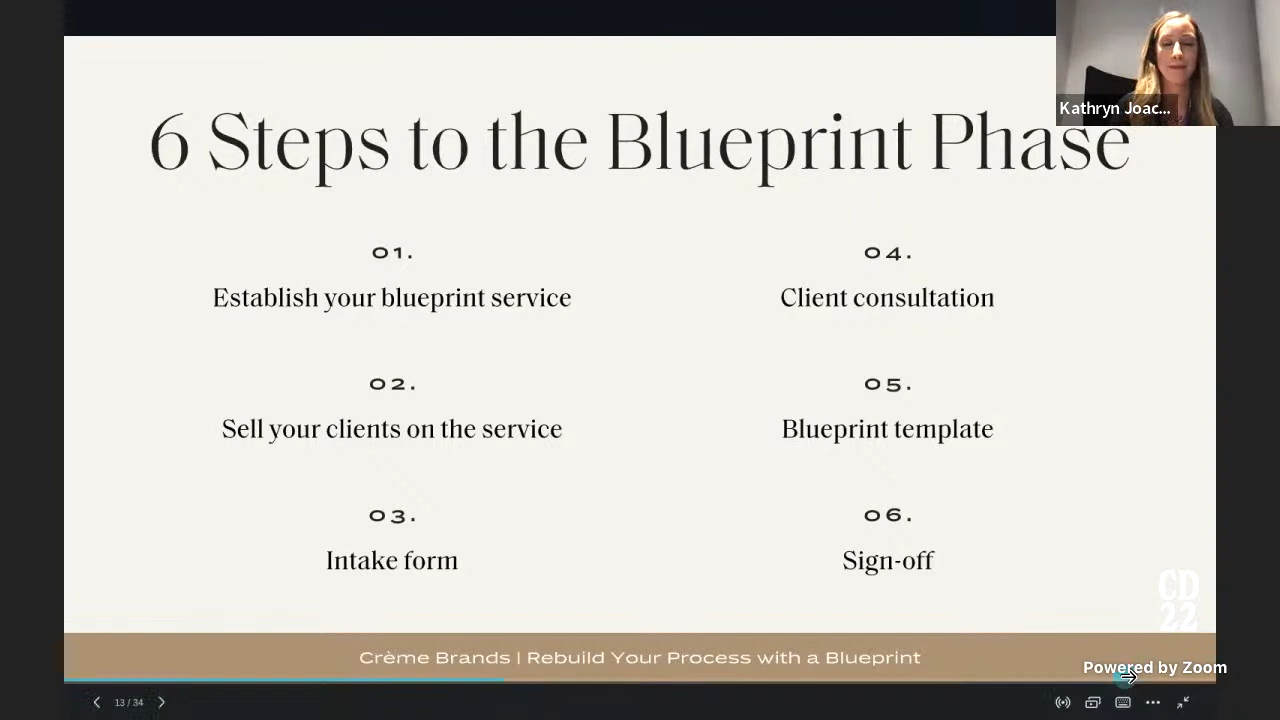 Kathryn Joac...
6 Steps to the Blueprint Phase
01.
Establish your blueprint service
02.
Sell your clients on the service
03.
Intake form
04.
Client consultation
05.
Blueprint template
06.
Sign-off
CD
22
Crème Brands | Rebuild Your Process with a Blueprint
Powered by Zoom
13 / 34